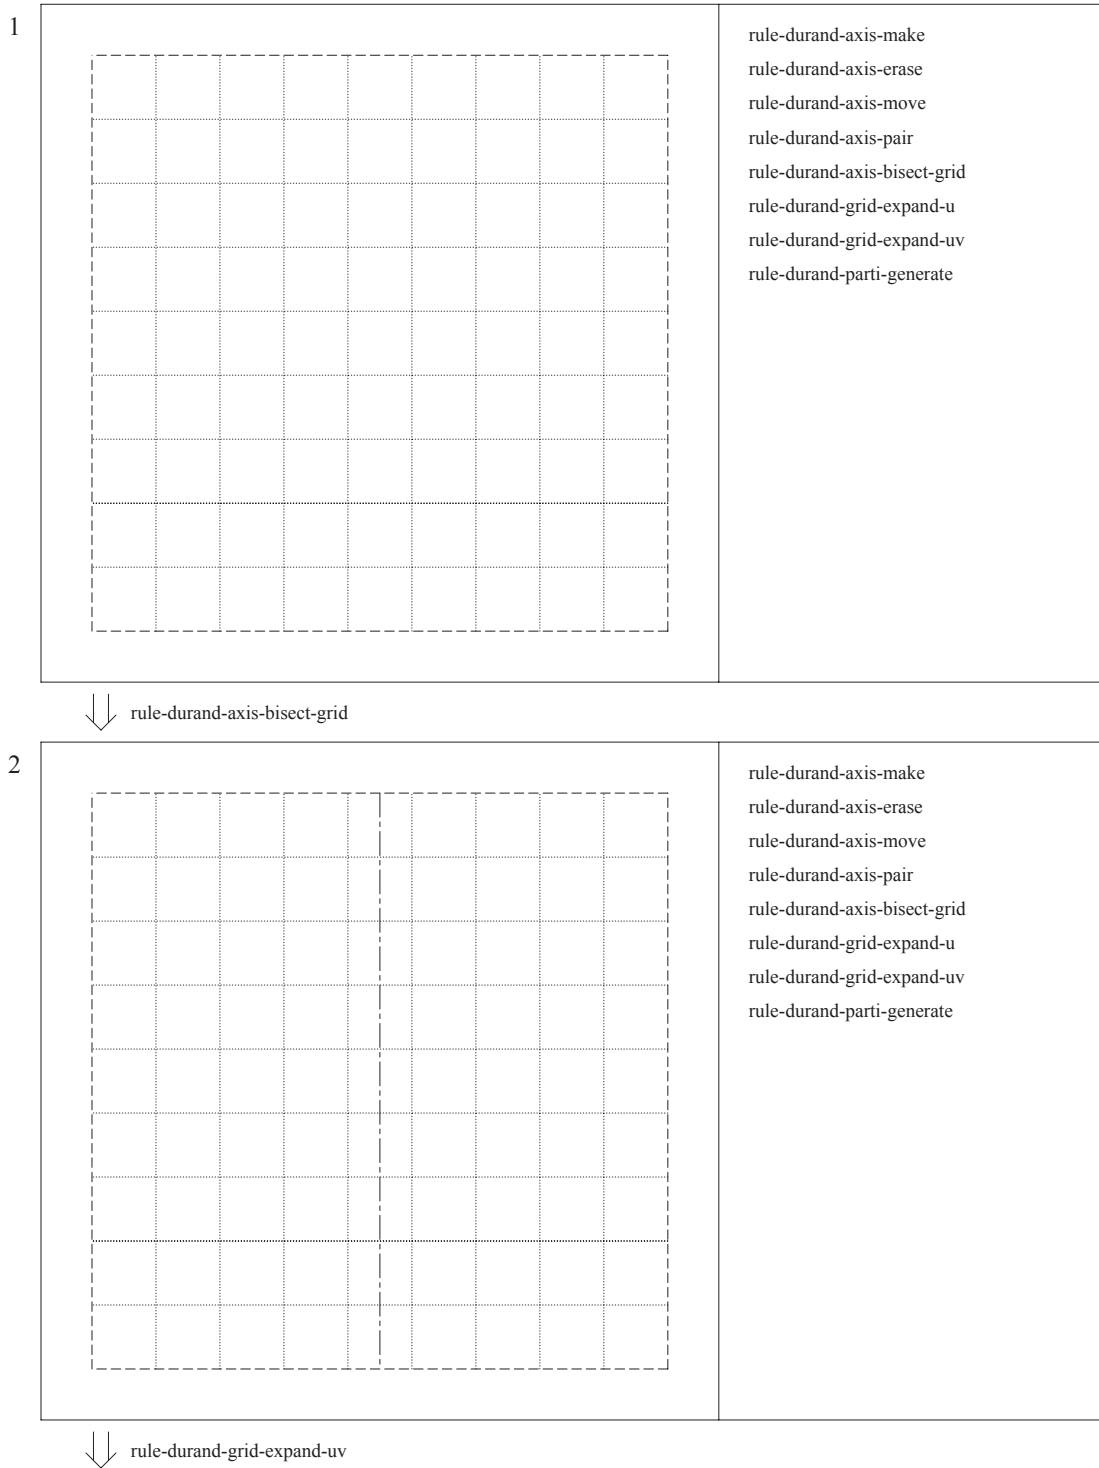 1
rule-durand-axis-make
rule-durand-axis-erase
rule-durand-axis-move
rule-durand-axis-pair
rule-durand-axis-bisect-grid
rule-durand-grid-expand-u
rule-durand-grid-expand-uv
rule-durand-parti-generate
rule-durand-axis-bisect-grid
2
rule-durand-axis-make
rule-durand-axis-erase
rule-durand-axis-move
rule-durand-axis-pair
rule-durand-axis-bisect-grid
rule-durand-grid-expand-u
rule-durand-grid-expand-uv
rule-durand-parti-generate
rule-durand-grid-expand-uv